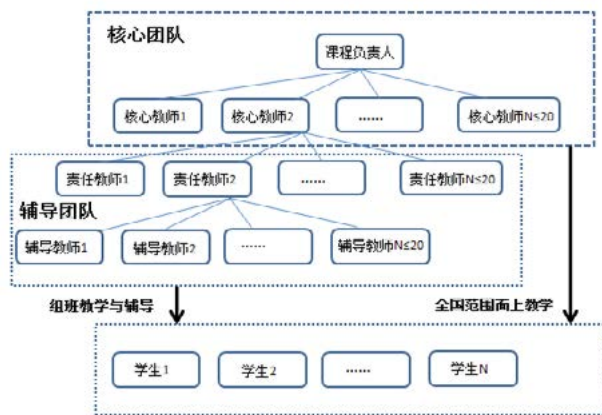 核心团队
课程负责人
核心教师1
核心教师2
……
核心教师N≤20
责任教师1
责任教师2
……
责任教师N≤20
辅导团队
辅导教师1
辅导教师2
……
辅导教师N≤20
组班教学与辅导
全国范围面上教学
学生1
学生2
……
学生N